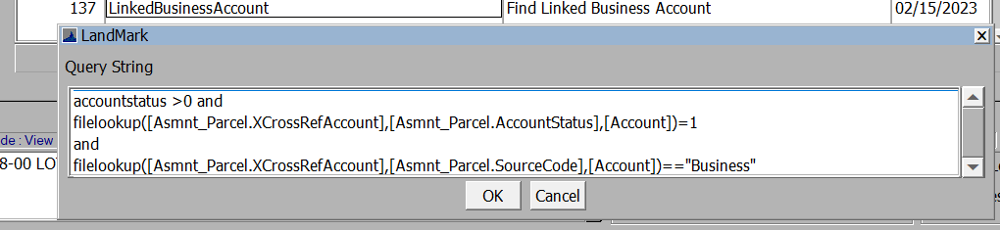 137 LinkedBusinessAccount Find Linked Business Account 02/15/2023
LandMark
Query String
accountstatus >0 and
filelookup([Asmnt_Parcel.XCrossRefAccount],[Asmnt_Parcel.AccountStatus],[Account])=1
and
filelookup([Asmnt_Parcel.XCrossRefAccount],[Asmnt_Parcel.SourceCode],[Account])=="Business"
de : View
8-00 LO
OK Cancel